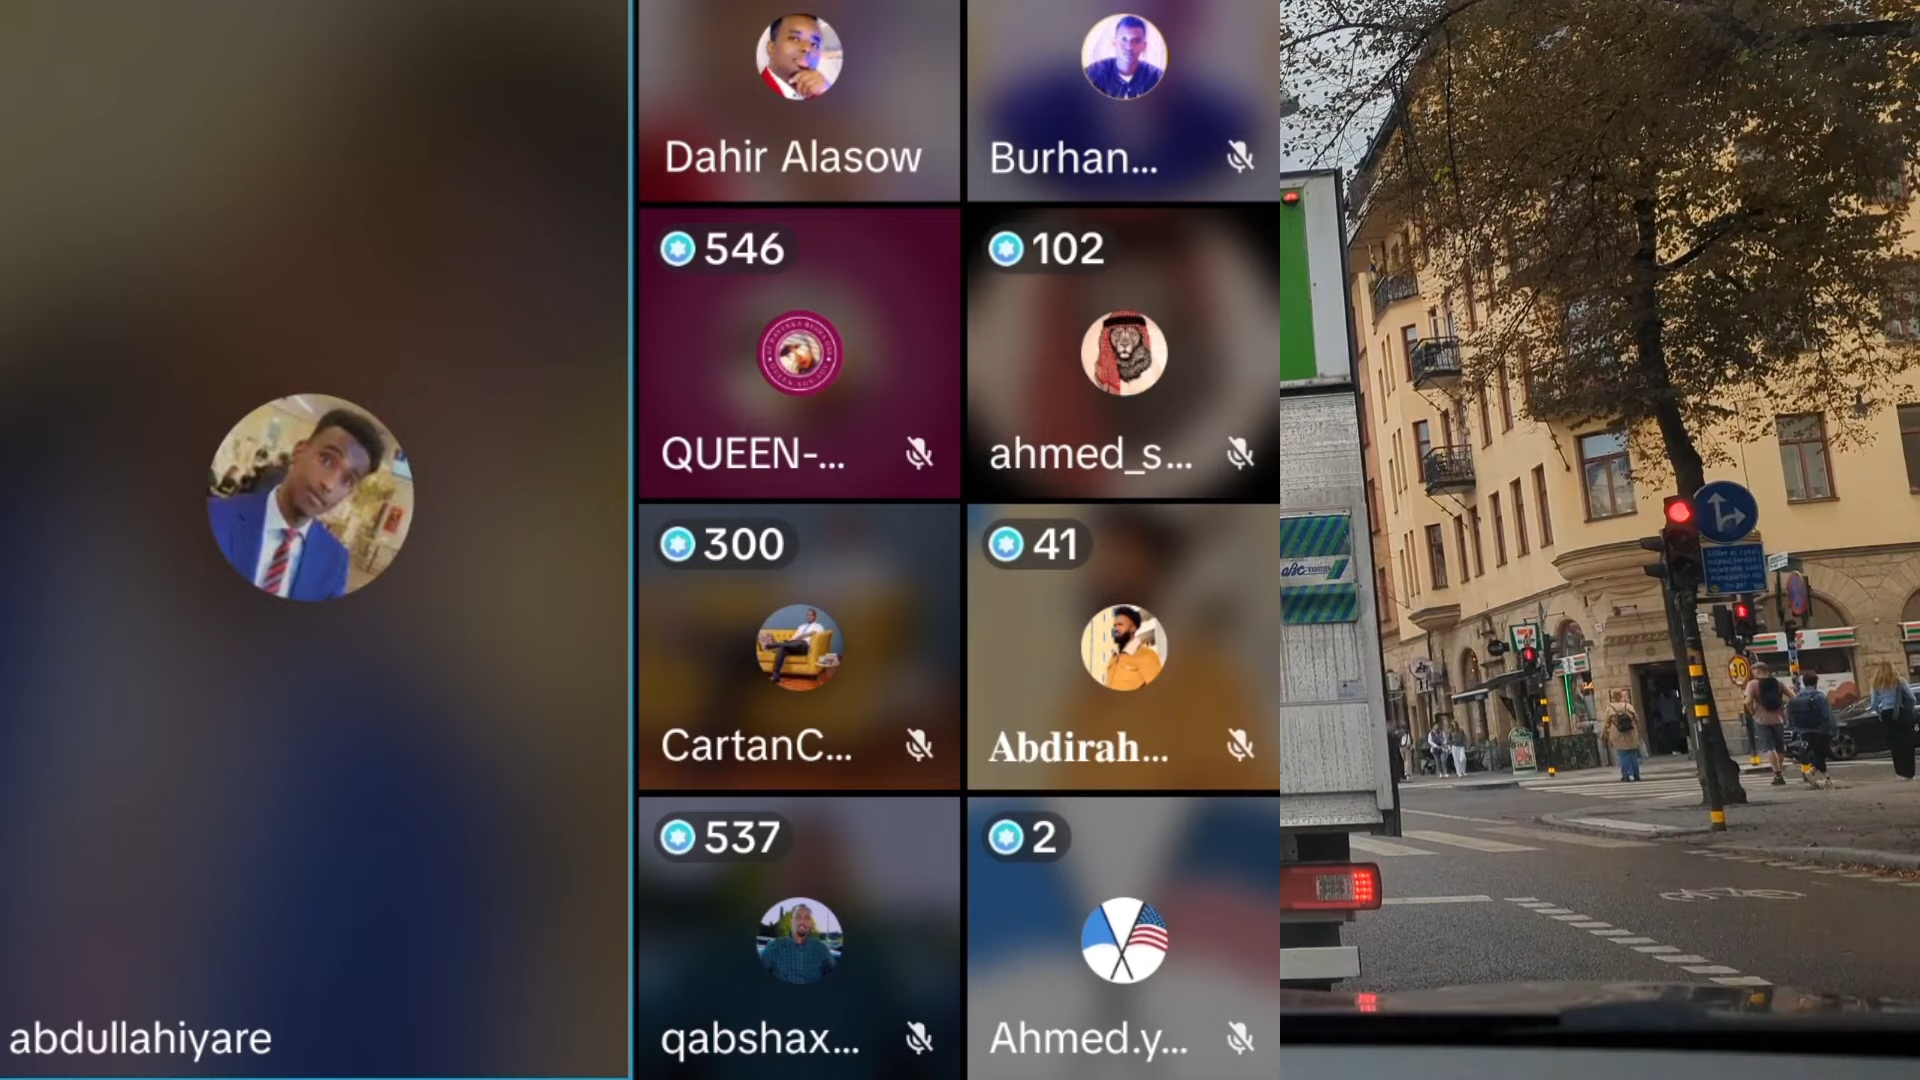 abdullahiyare
Dahir Alasow
Burhan...
546
QUEEN-...
102
ahmed_s...
300
CartanC...
41
Abdirah...
537
qabshax...
2
Ahmed.y...
30